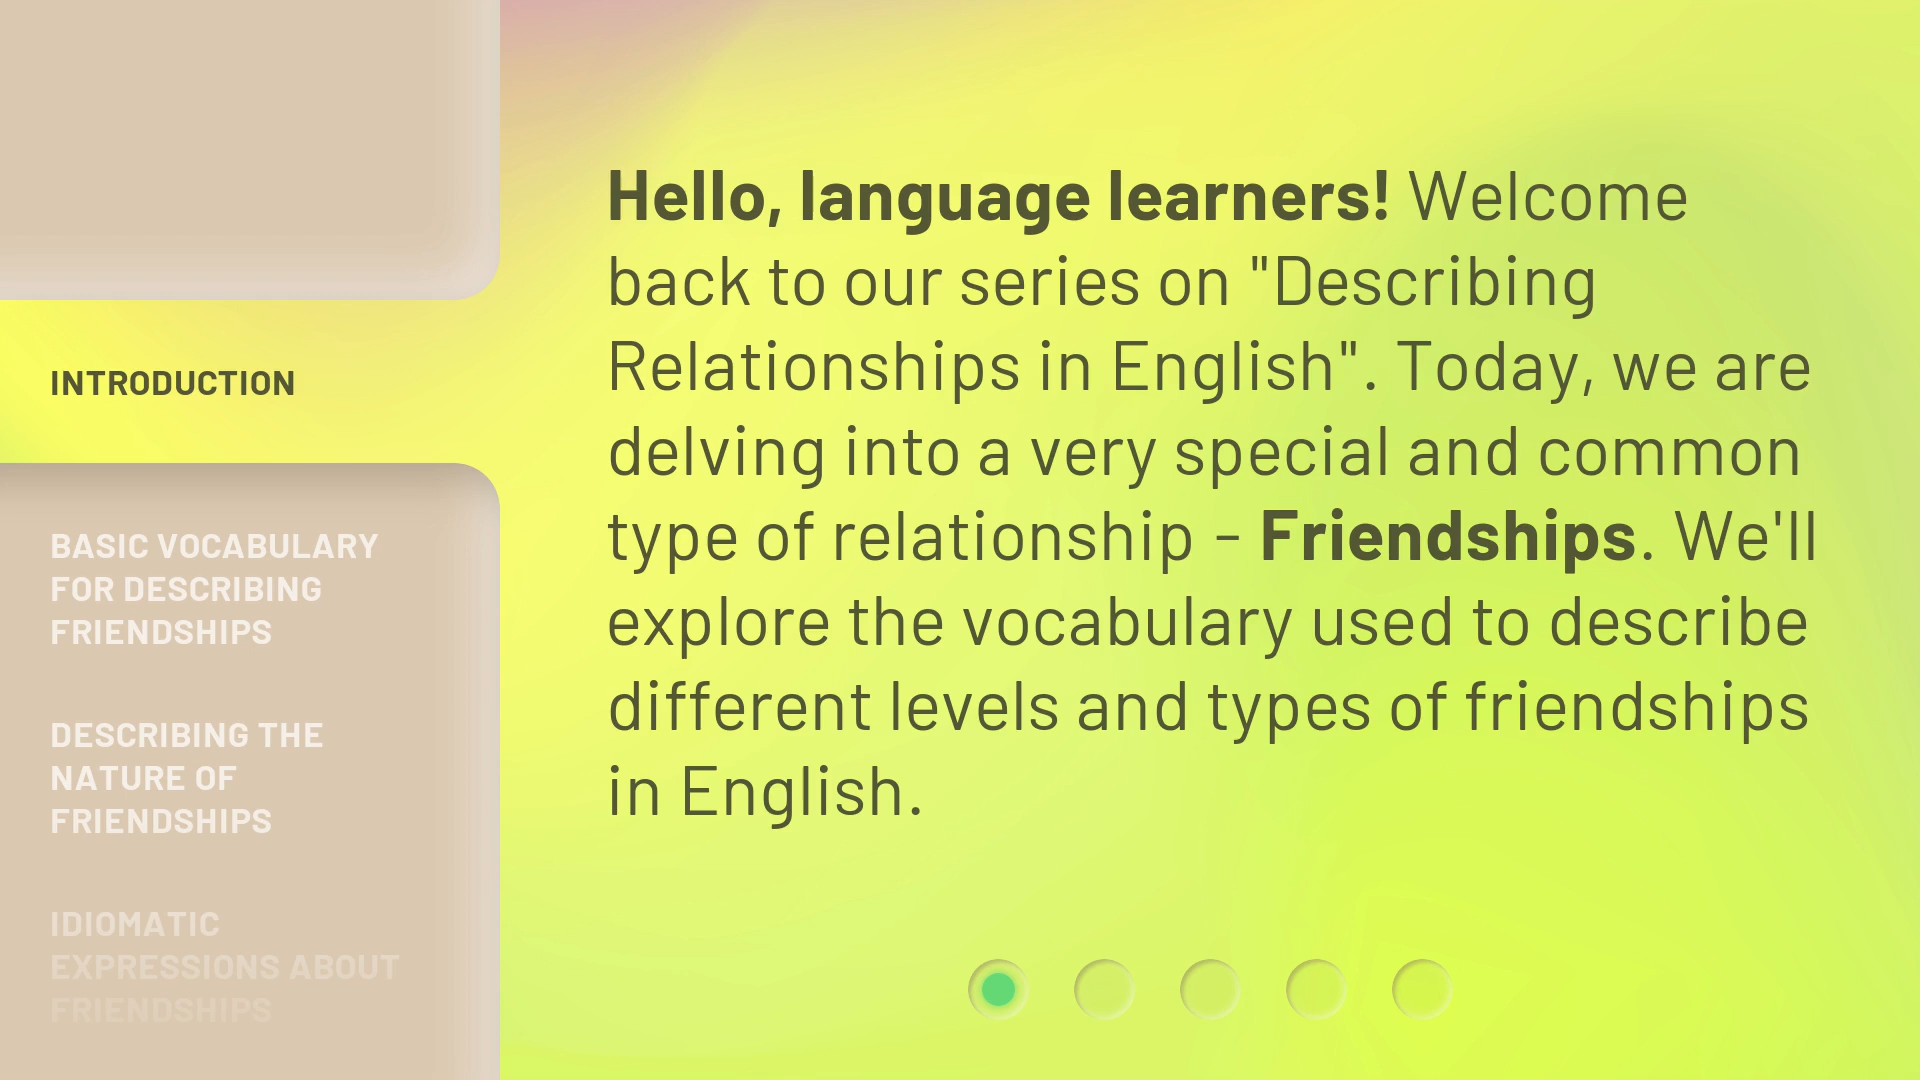 INTRODUCTION
BASIC VOCABULARY
FOR DESCRIBING
FRIENDSHIPS
DESCRIBING THE
NATURE OF
FRIENDSHIPS
IDIOMATIC
EXPRESSIONS ABOUT
FRIENDSHIPS
Hello, language learners! Welcome
back to our series on "Describing
Relationships in English". Today, we are
delving into a very special and common
type of relationship - Friendships. We'll
explore the vocabulary used to describe
different levels and types of friendships
in English.